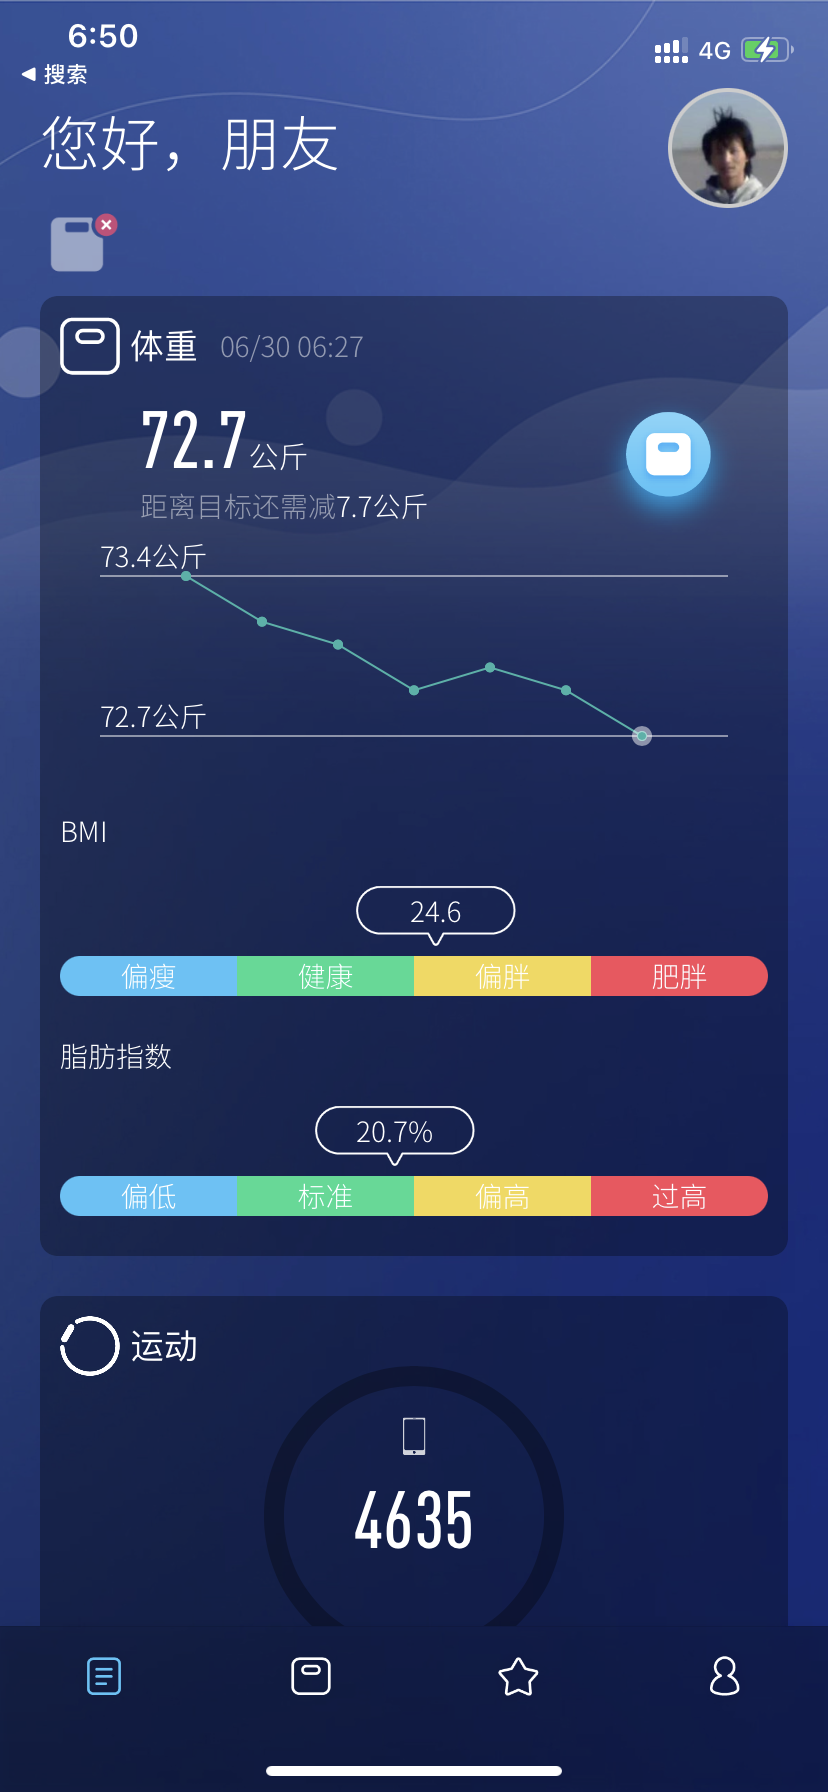 6:50
4G
搜索
您好，朋友
体重 06/30 06:27
72.7公斤
距离目标还需减7.7公斤
73.4公斤
72.7公斤
BMI
24.6
偏瘦 健康 偏胖 肥胖
脂肪指数
20.7%
偏低 标准 偏高 过高
运动
4635